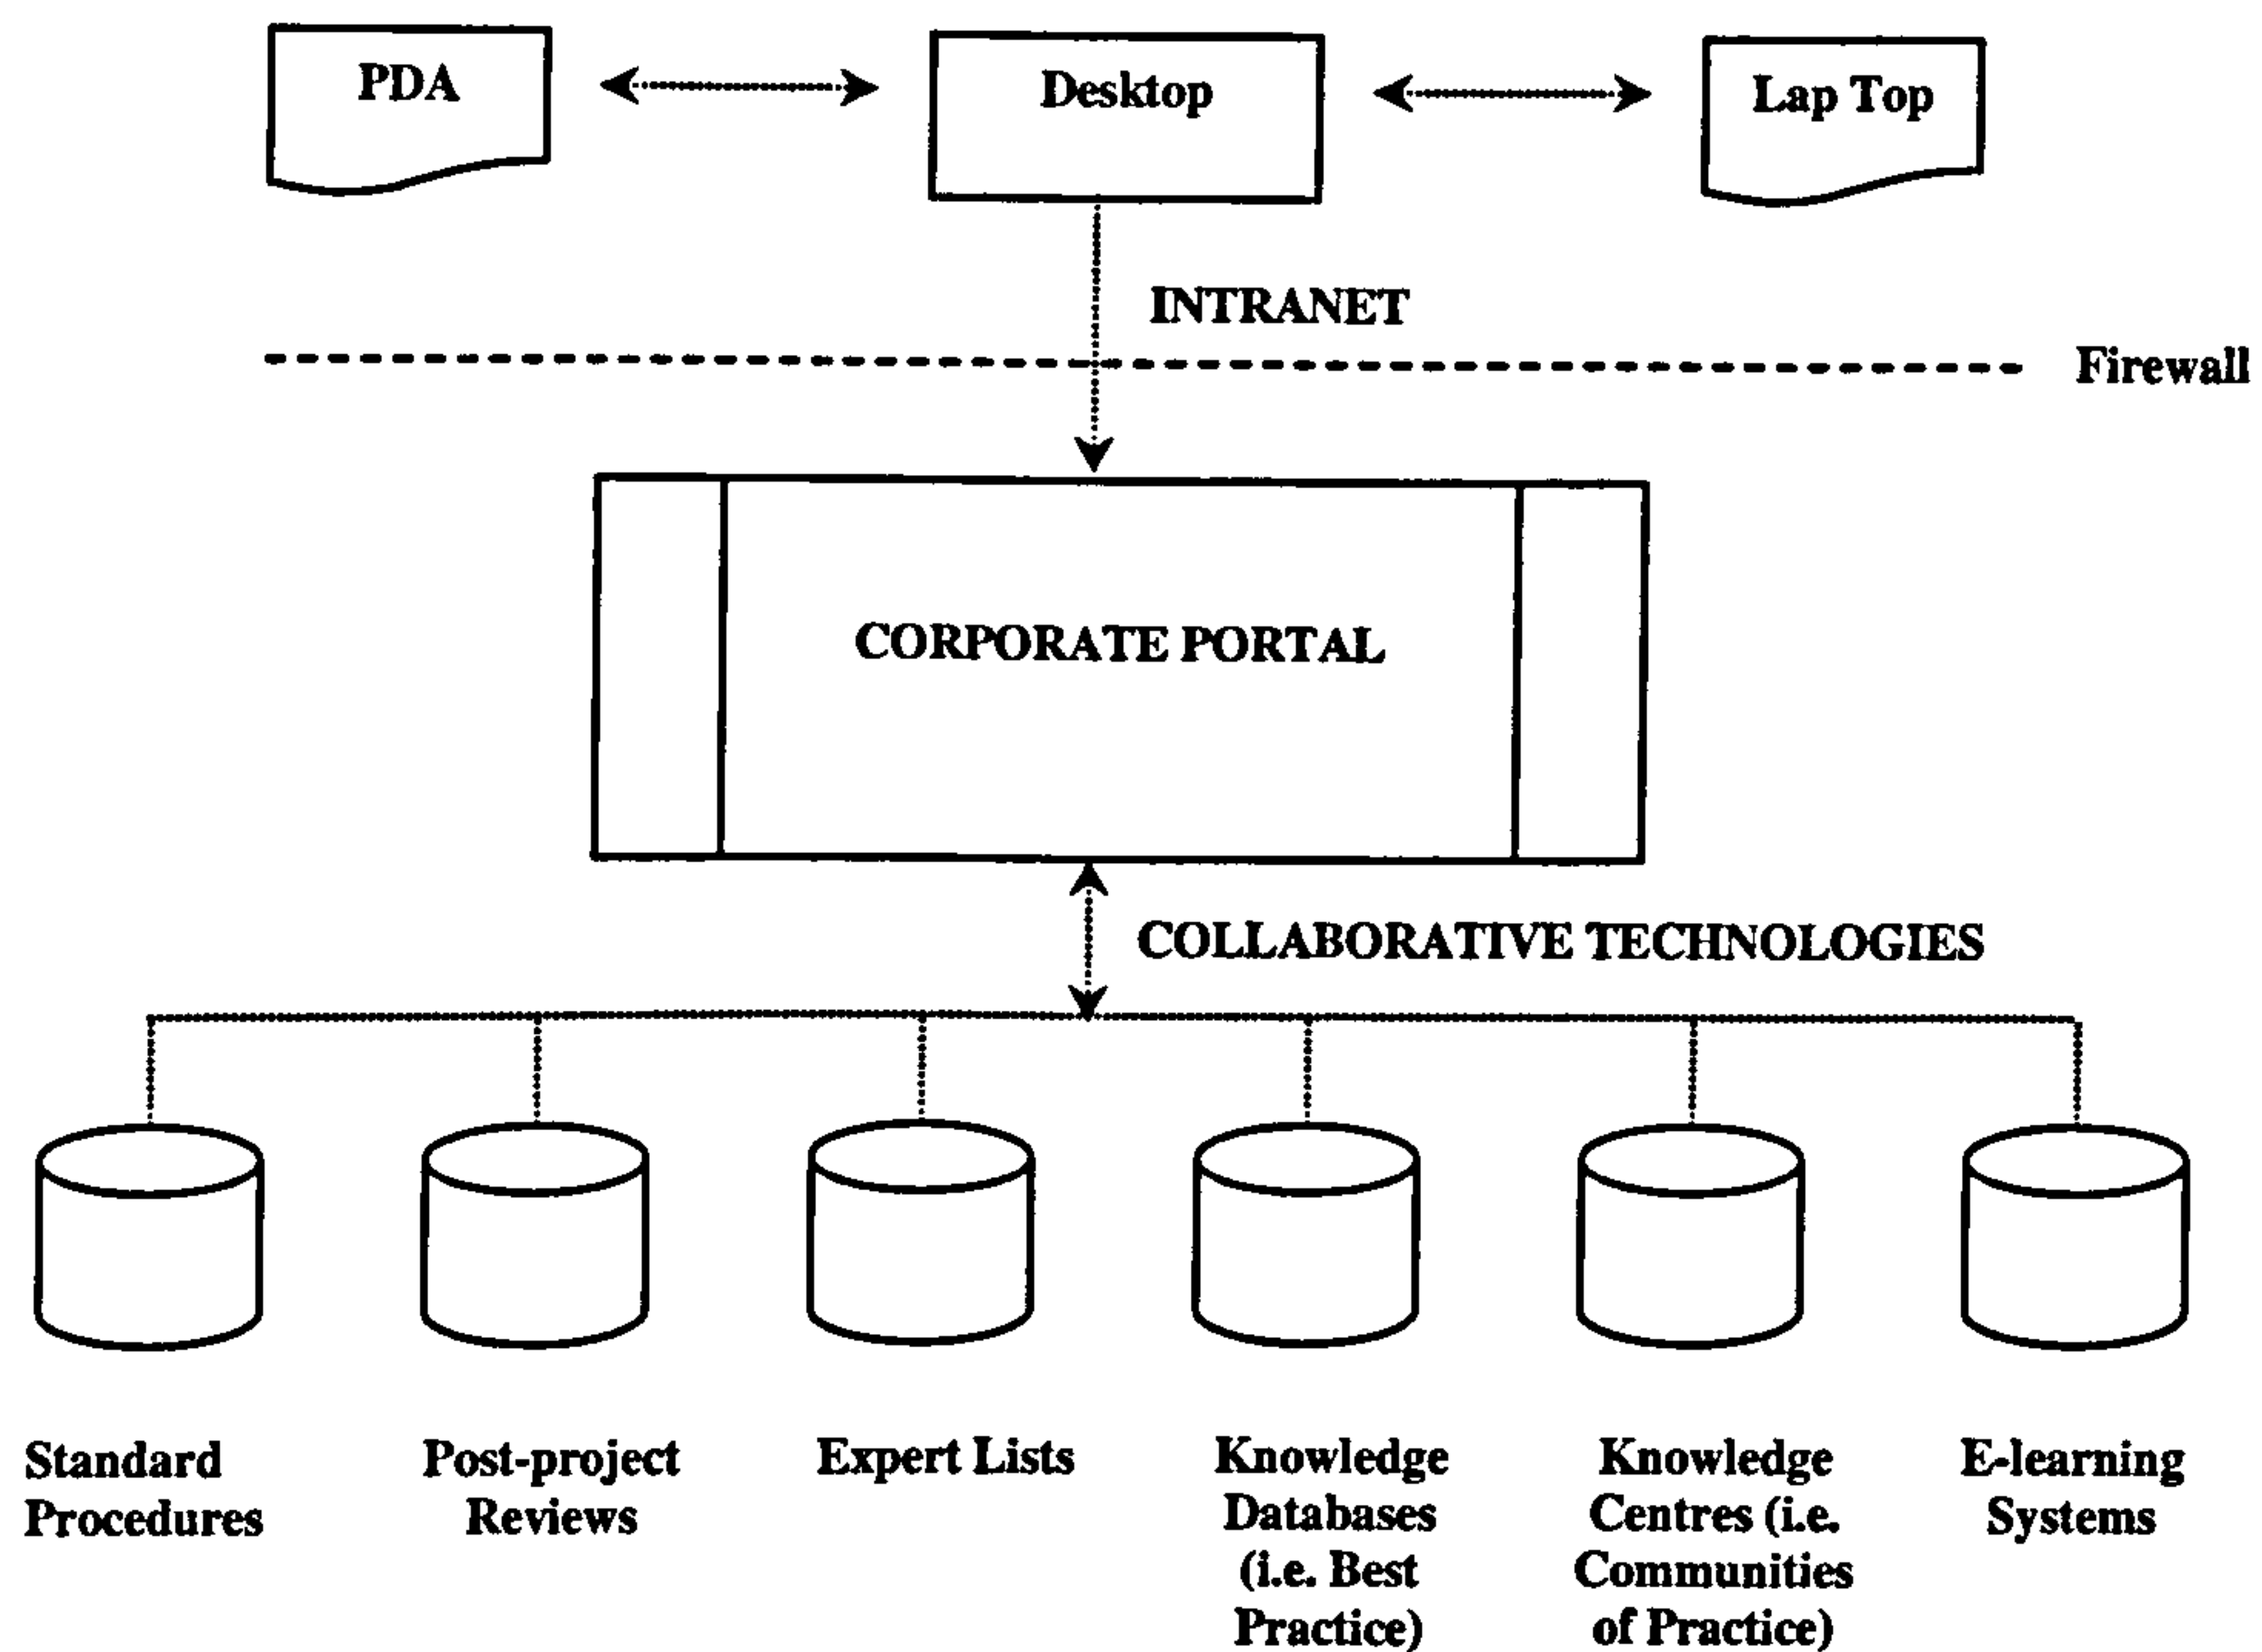 PDA
Desktop
Lap Top
INTRANET
Firewall
CORPORATE PORTAL
COLLABORATIVE TECHNOLOGIES
Standard
Procedures
Post-project
Reviews
Expert Lists
Knowledge
Databases
(i.e. Best
Practice)
Knowledge
Centres (i.e.
Communities
of Practice)
E-learning
Systems